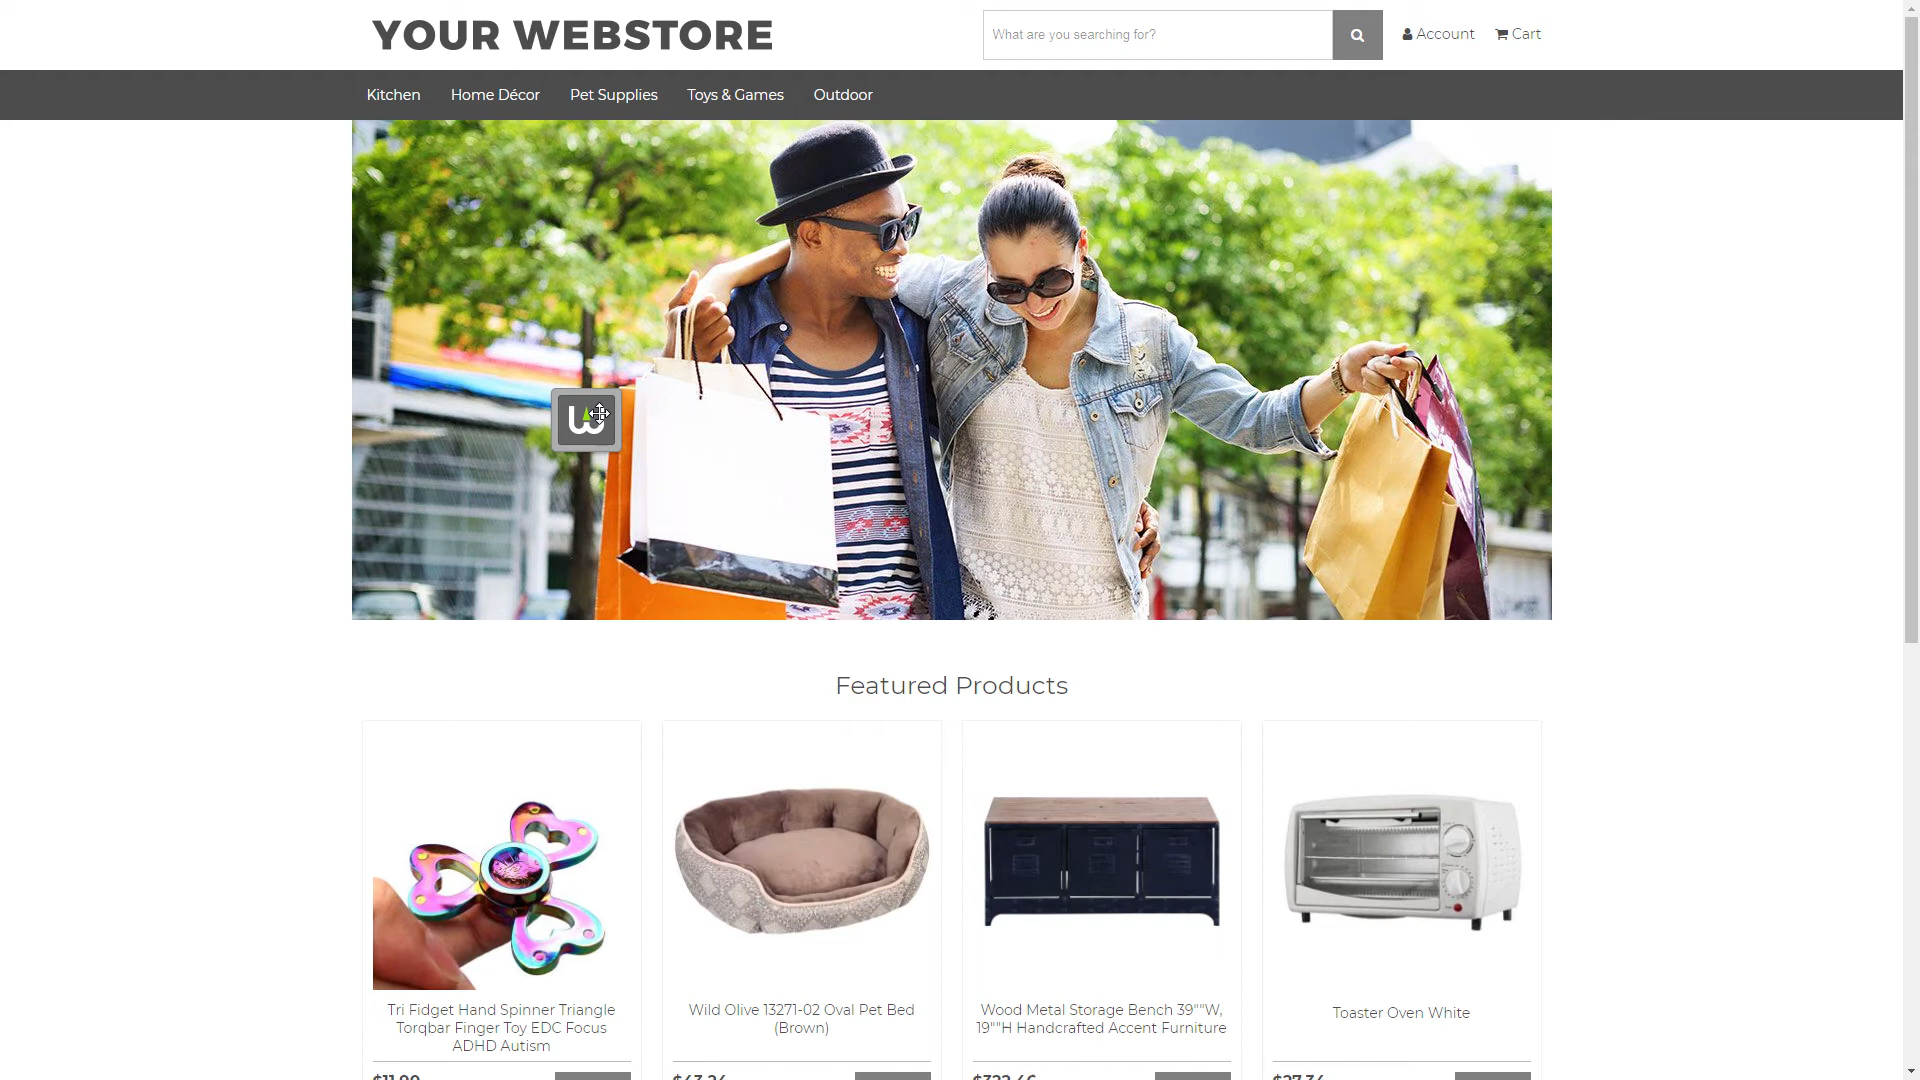 YOUR WEBSTORE
What are you searching for?
Account
Cart
Kitchen
Home Décor
Pet Supplies
Toys & Games
Outdoor
Featured Products
Tri Fidget Hand Spinner Triangle
Torqbar Finger Toy EDC Focus
ADHD Autism
Wild Olive 13271-02 Oval Pet Bed
(Brown)
Wood Metal Storage Bench 39""W,
19""H Handcrafted Accent Furniture
Toaster Oven White